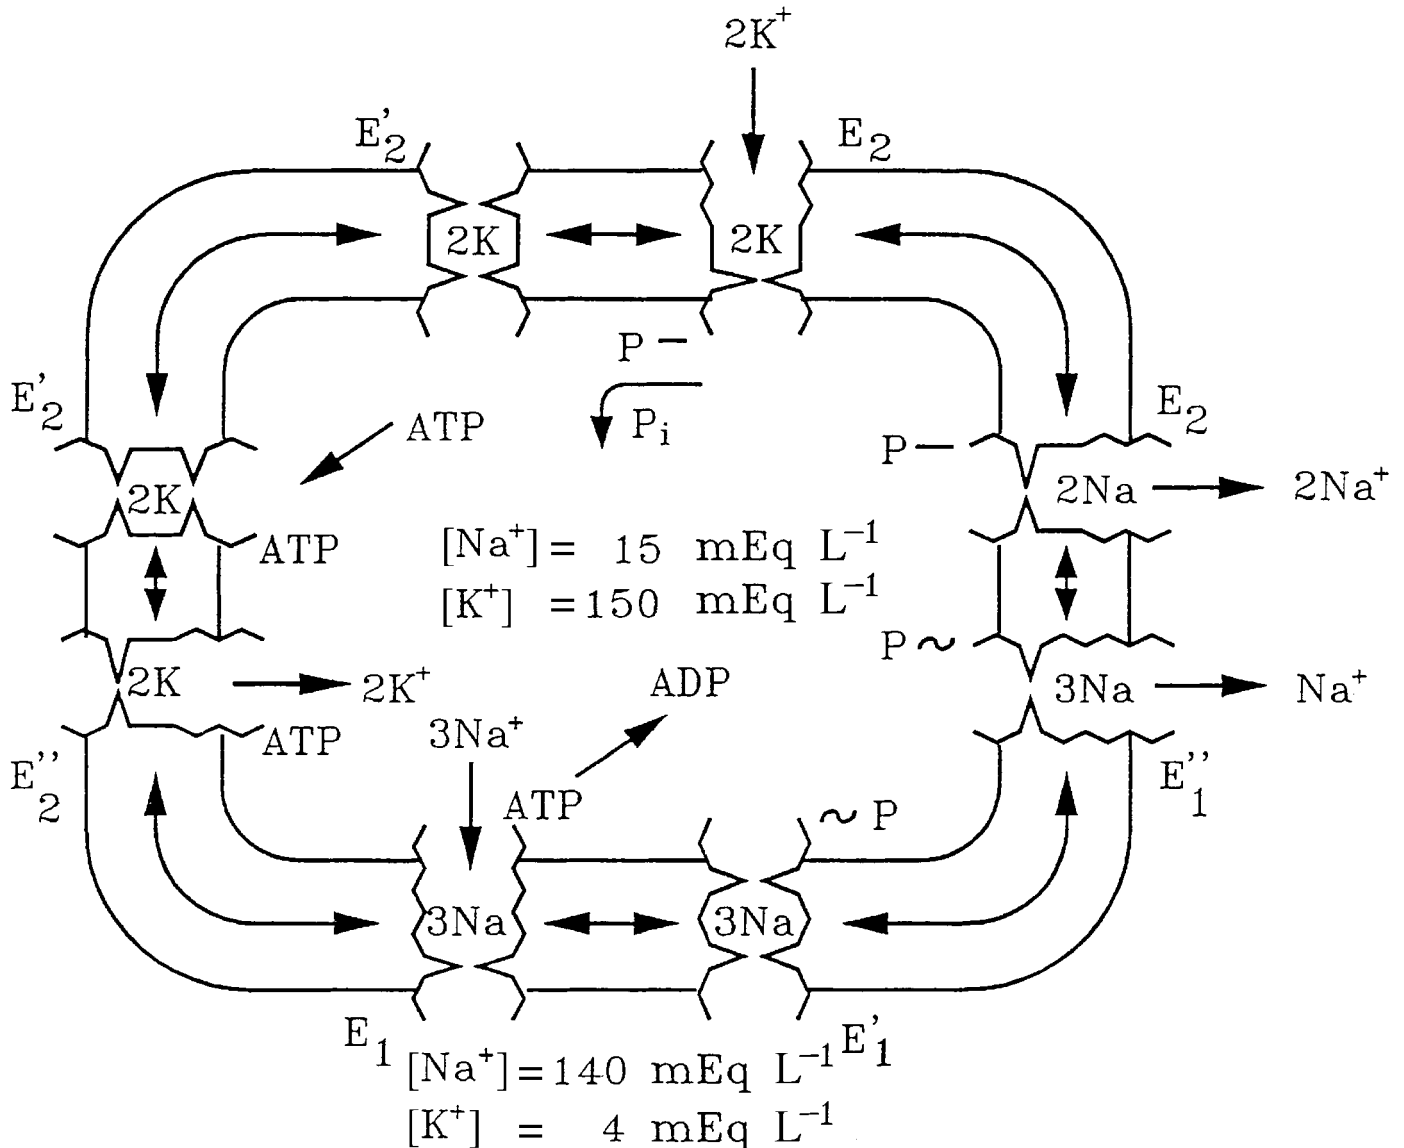 2K⁺
E'₂
E₂
2K
2K
P –
Pᵢ
E'₂
ATP
E₂
P –
2K
2Na
2Na⁺
ATP
[Na⁺] = 15 mEq L⁻¹
[K⁺] = 150 mEq L⁻¹
P ~
2K
2K⁺
ADP
3Na
Na⁺
ATP
3Na⁺
E''₂
E''₁
ATP
~ P
3Na
3Na
E₁
E'₁
[Na⁺] = 140 mEq L⁻¹
[K⁺] = 4 mEq L⁻¹